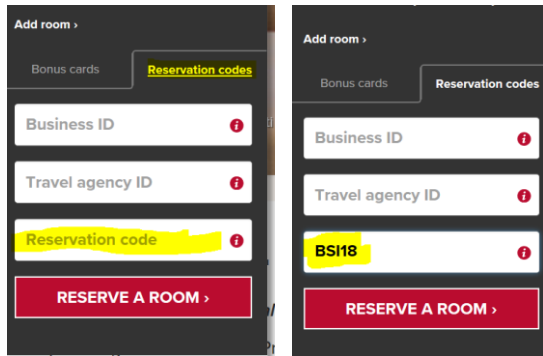 Add room ›
Bonus cards
Reservation codes
Business ID
Travel agency ID
Reservation code
RESERVE A ROOM ›
Add room ›
Bonus cards
Reservation codes
Business ID
Travel agency ID
BSI18
RESERVE A ROOM ›